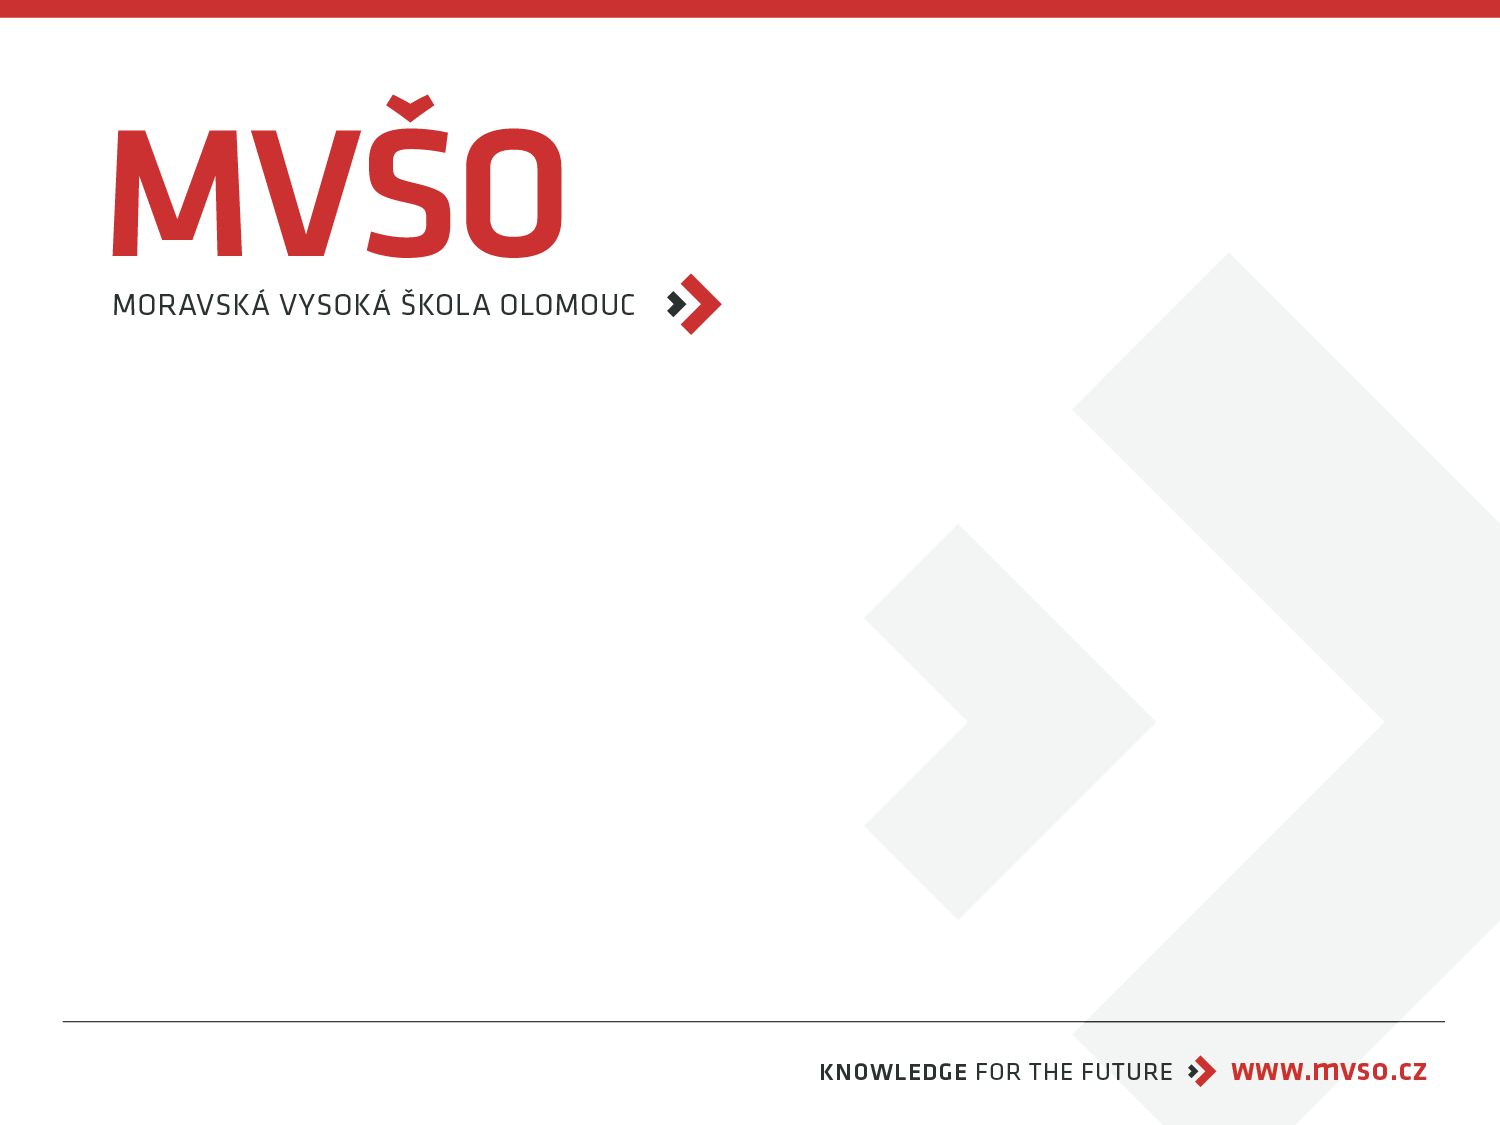 MVŠO
MORAVSKÁ VYSOKÁ ŠKOLA OLOMOUC
KNOWLEDGE FOR THE FUTURE www.mvso.cz